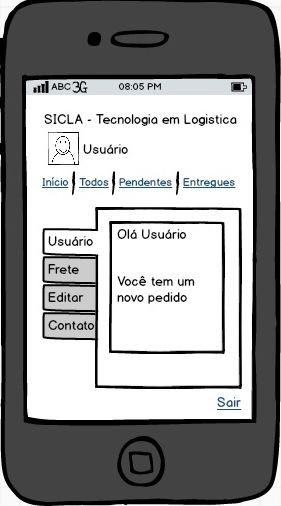 ABC 3G 08:05 PM
SICLA - Tecnologia em Logistica
Usuário
Início Todos Pendentes Entregues
Usuário
Frete
Editar
Contato
Olá Usuário
Você tem um
novo pedido
Sair